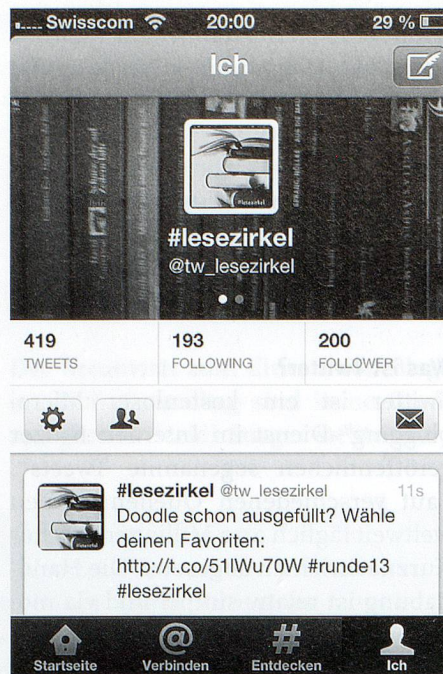 Swisscom 20:00 29 %
Ich
#lesezirkel
@tw_lesezirkel
419 193 200
TWEETS FOLLOWING FOLLOWER
#lesezirkel @tw_lesezirkel 11s
Doodle schon ausgefüllt? Wähle
deinen Favoriten:
http://t.co/51IWu70W #runde13
#lesezirkel
Startseite Verbinden Entdecken Ich